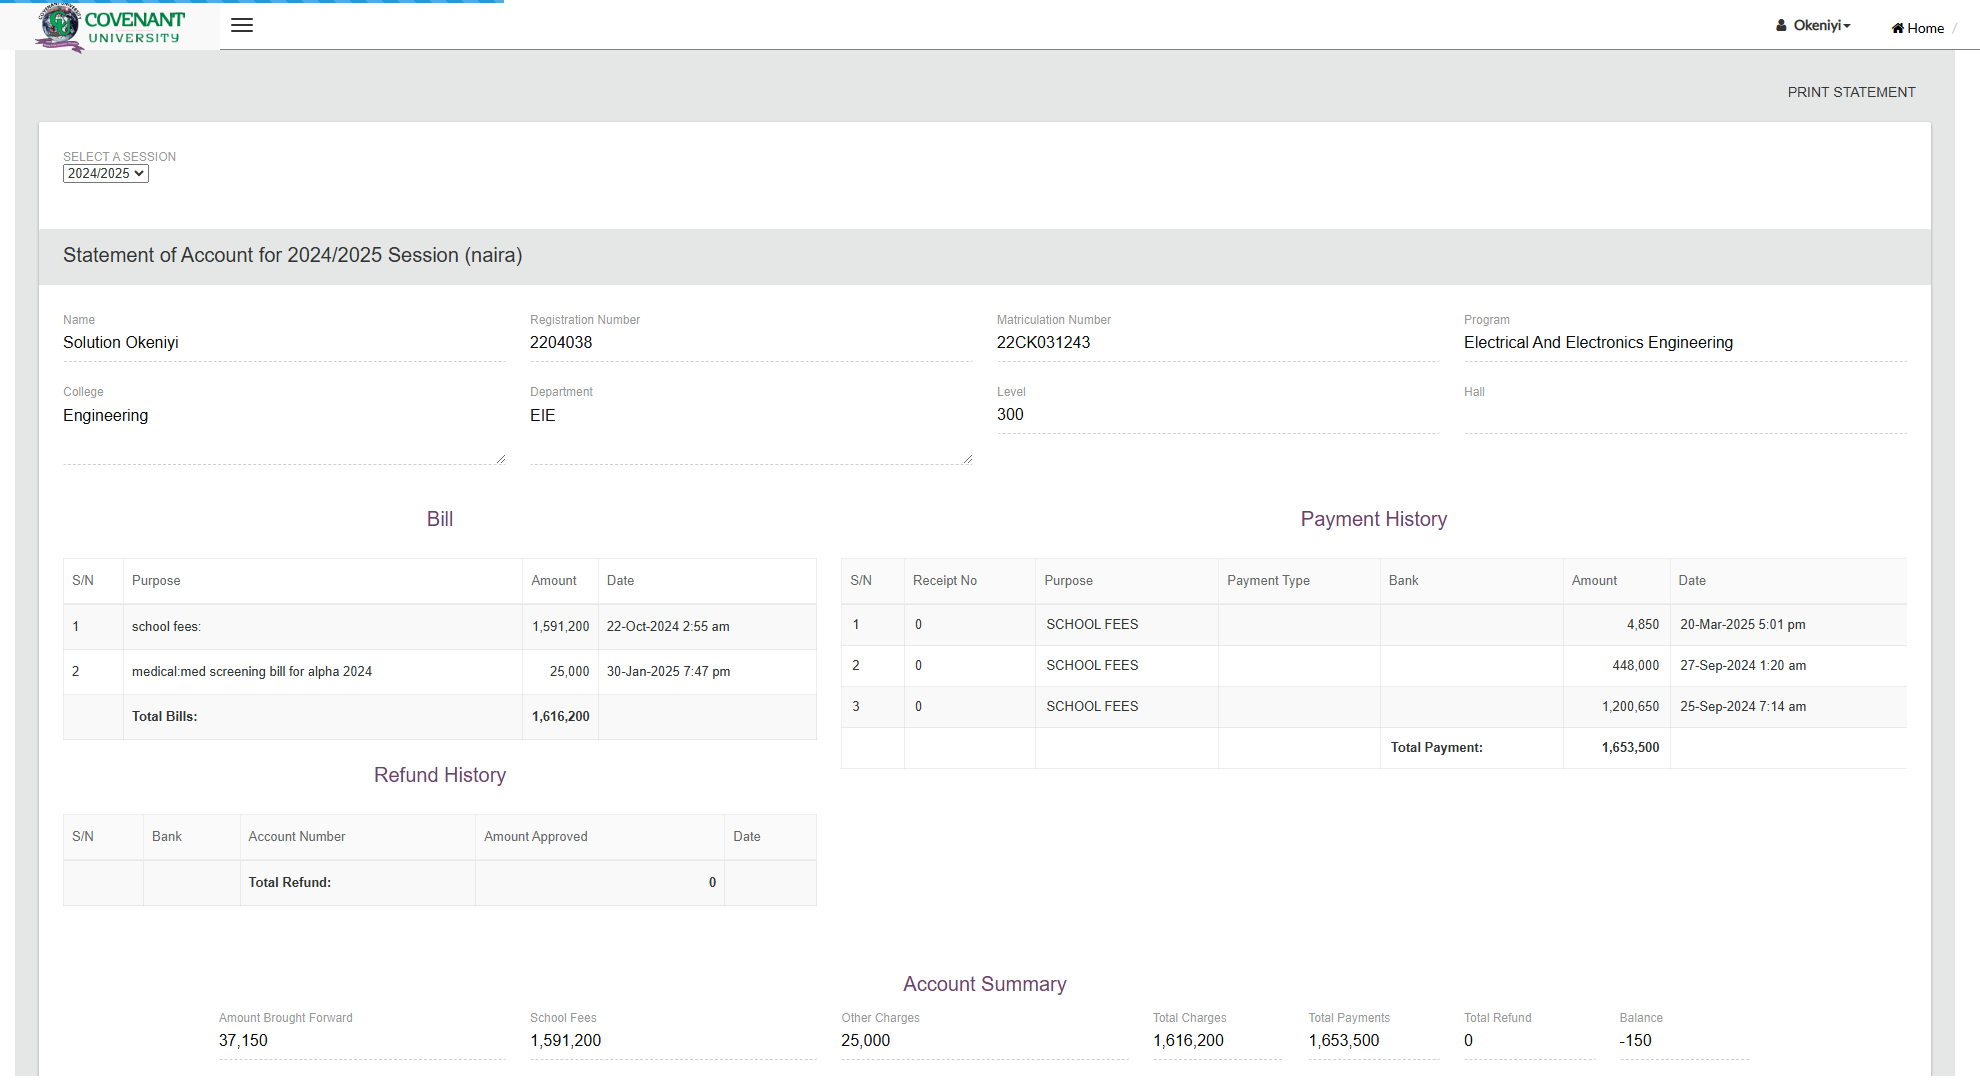 COVENANT
UNIVERSITY
Okeniyi
Home /
PRINT STATEMENT
SELECT A SESSION
2024/2025
Statement of Account for 2024/2025 Session (naira)
Name
Registration Number
Matriculation Number
Program
Solution Okeniyi
2204038
22CK031243
Electrical And Electronics Engineering
College
Department
Level
Hall
Engineering
EIE
300
Bill
S/N Purpose Amount Date
1 school fees: 1,591,200 22-Oct-2024 2:55 am
2 medical:med screening bill for alpha 2024 25,000 30-Jan-2025 7:47 pm
Total Bills: 1,616,200
Payment History
S/N Receipt No Purpose Payment Type Bank Amount Date
1 0 SCHOOL FEES 4,850 20-Mar-2025 5:01 pm
2 0 SCHOOL FEES 448,000 27-Sep-2024 1:20 am
3 0 SCHOOL FEES 1,200,650 25-Sep-2024 7:14 am
Total Payment: 1,653,500
Refund History
S/N Bank Account Number Amount Approved Date
Total Refund: 0
Account Summary
Amount Brought Forward School Fees Other Charges Total Charges Total Payments Total Refund Balance
37,150 1,591,200 25,000 1,616,200 1,653,500 0 -150